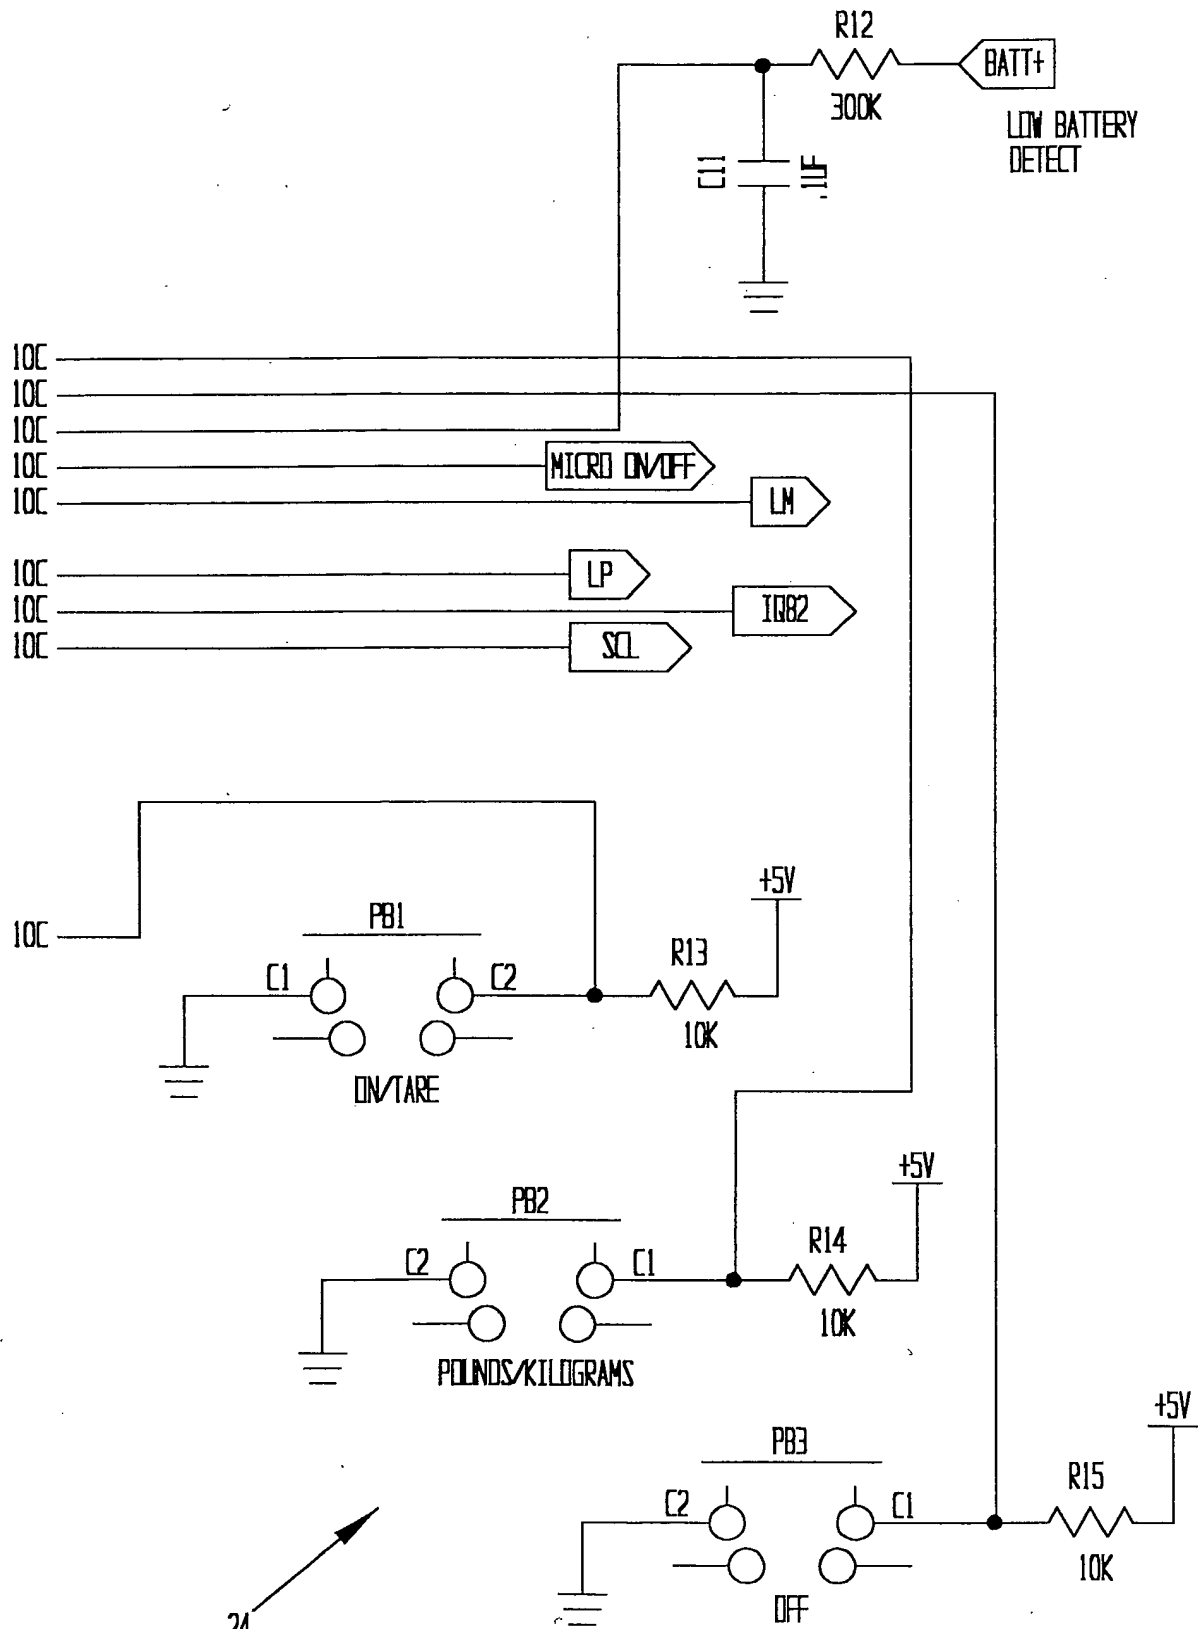 R12
BATT+
300K
LOW BATTERY
DETECT
C11
.1UF
10C
10C
10C
10C
MICRO ON/OFF
10C
LM
10C
LP
10C
IQ82
10C
SCL
+5V
10C
PB1
R13
C1
C2
10K
ON/TARE
+5V
PB2
R14
C2
C1
10K
POUNDS/KILOGRAMS
+5V
PB3
R15
C2
C1
10K
OFF
24